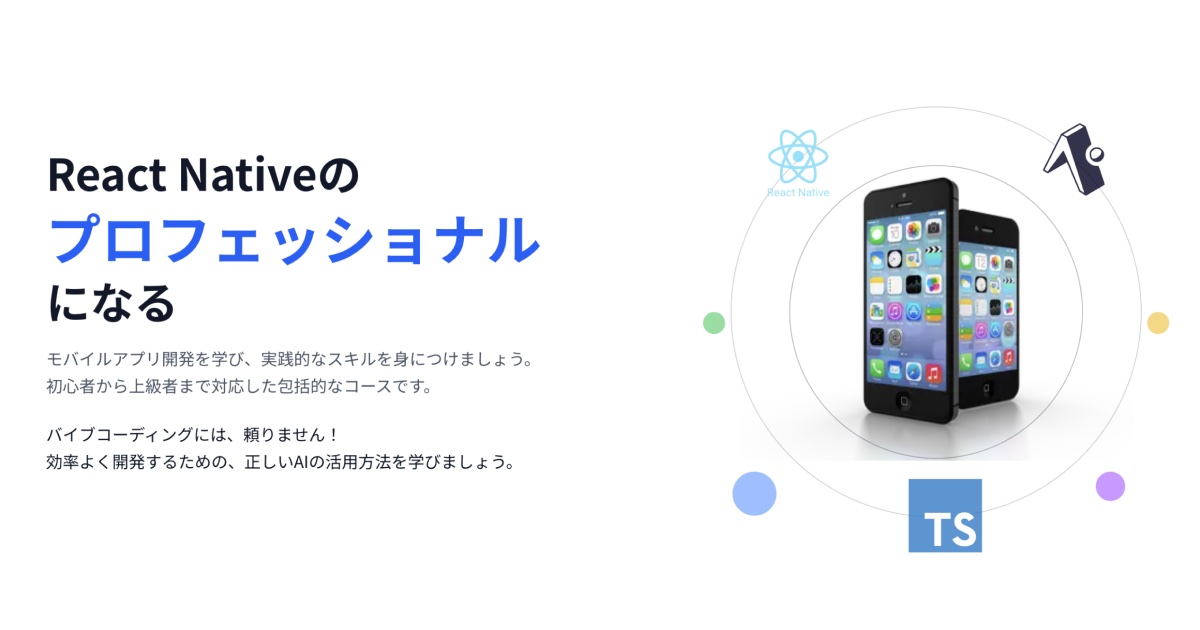 React Nativeの
プロフェッショナル
になる
モバイルアプリ開発を学び、実践的なスキルを身につけましょう。
初心者から上級者まで対応した包括的なコースです。
バイブコーディングには、頼りません！
効率よく開発するための、正しいAIの活用方法を学びましょう。
React Native
TS